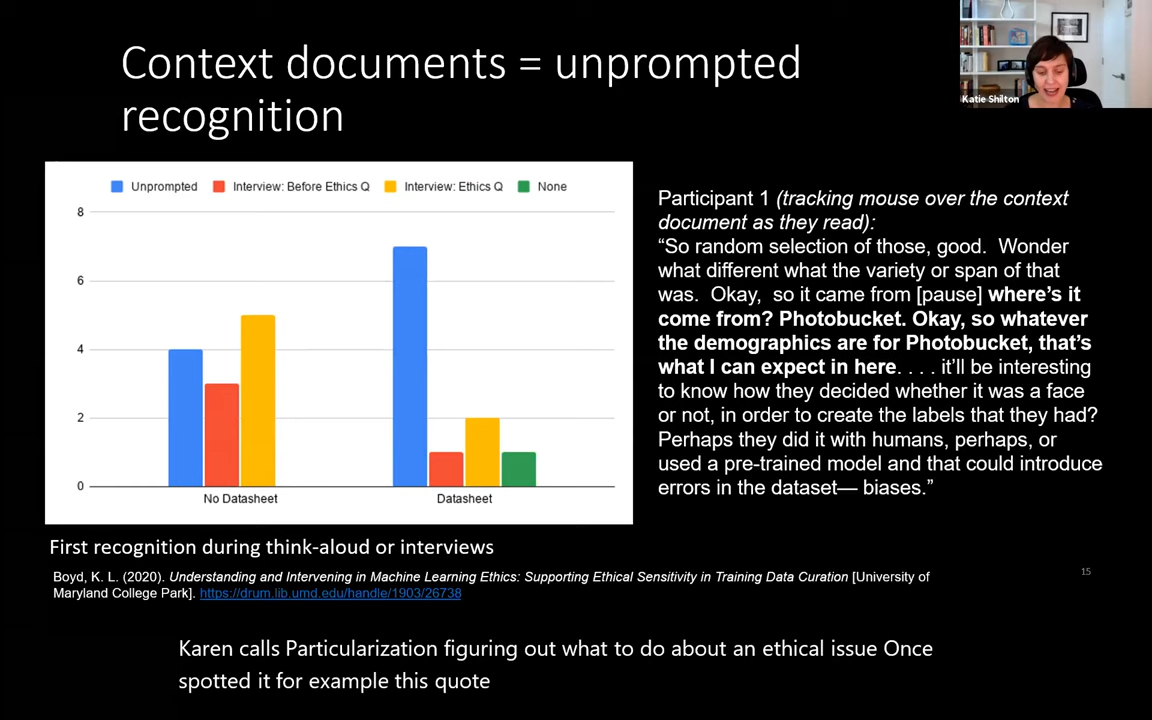 Context documents = unprompted
recognition
Katie Shilton
Unprompted Interview: Before Ethics Q Interview: Ethics Q None
8
6
4
2
0
No Datasheet Datasheet
First recognition during think-aloud or interviews
Participant 1 (tracking mouse over the context
document as they read):
“So random selection of those, good. Wonder
what different what the variety or span of that
was. Okay, so it came from [pause] where’s it
come from? Photobucket. Okay, so whatever
the demographics are for Photobucket, that’s
what I can expect in here. . . . it’ll be interesting
to know how they decided whether it was a face
or not, in order to create the labels that they had?
Perhaps they did it with humans, perhaps, or
used a pre-trained model and that could introduce
errors in the dataset— biases.”
Boyd, K. L. (2020). Understanding and Intervening in Machine Learning Ethics: Supporting Ethical Sensitivity in Training Data Curation [University of
Maryland College Park]. https://drum.lib.umd.edu/handle/1903/26738
15
Karen calls Particularization figuring out what to do about an ethical issue Once
spotted it for example this quote